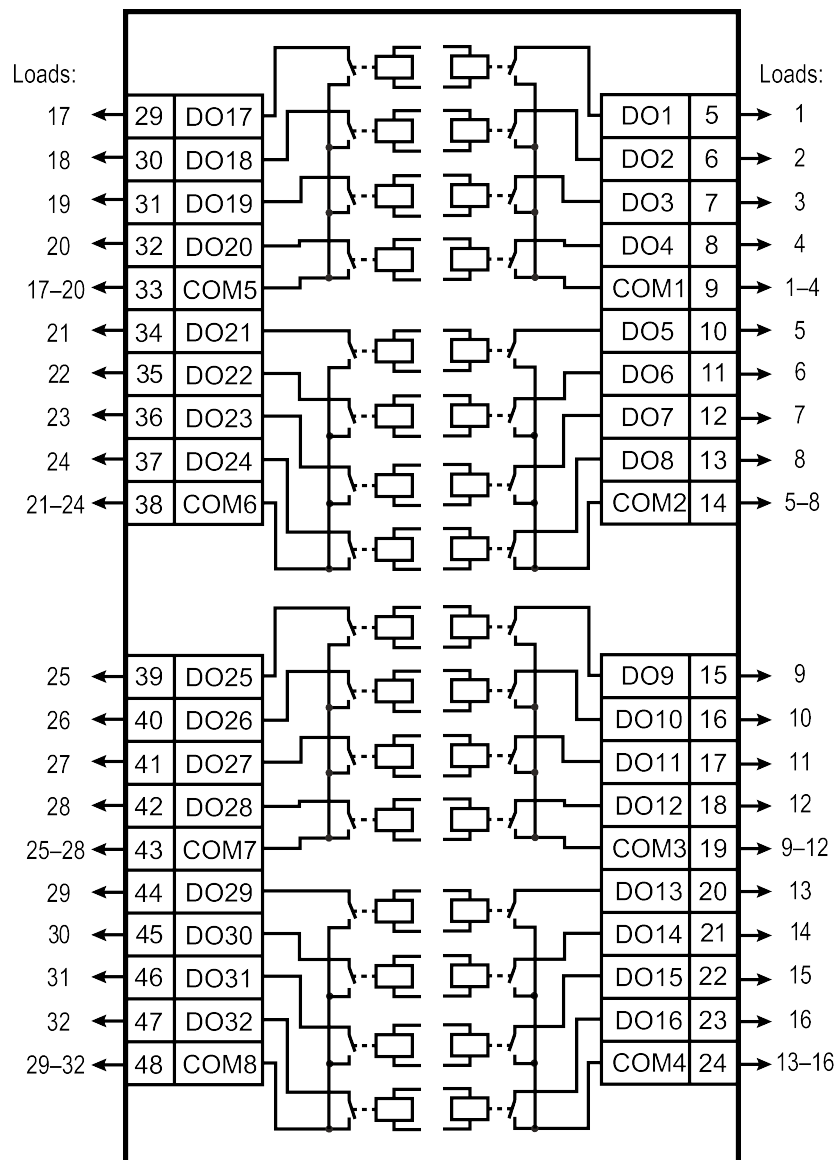 Loads: Loads:
17 29 DO17 DO1 5 1
18 30 DO18 DO2 6 2
19 31 DO19 DO3 7 3
20 32 DO20 DO4 8 4
17–20 33 COM5 COM1 9 1–4
21 34 DO21 DO5 10 5
22 35 DO22 DO6 11 6
23 36 DO23 DO7 12 7
24 37 DO24 DO8 13 8
21–24 38 COM6 COM2 14 5–8
25 39 DO25 DO9 15 9
26 40 DO26 DO10 16 10
27 41 DO27 DO11 17 11
28 42 DO28 DO12 18 12
25–28 43 COM7 COM3 19 9–12
29 44 DO29 DO13 20 13
30 45 DO30 DO14 21 14
31 46 DO31 DO15 22 15
32 47 DO32 DO16 23 16
29–32 48 COM8 COM4 24 13–16